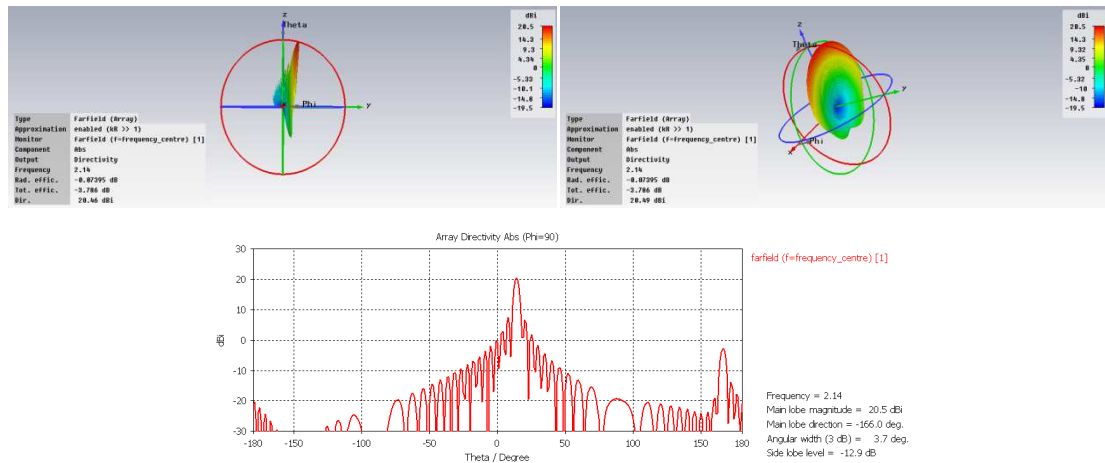 z
Theta
Phi
y
dBi
20.5
14.3
9.32
4.34
0
-5.33
-10.1
-14.8
-19.5
Type Farfield (Array)
Approximation enabled (kR >> 1)
Monitor Farfield (f=frequency_centre) [1]
Component Abs
Output Directivity
Frequency 2.14
Rad. effic. -0.07395 dB
Tot. effic. -3.786 dB
Dir. 20.46 dBi
z
Theta
y
Phi
x
dBi
20.5
14.3
9.33
4.34
0
-5.32
-10.1
-14.8
-19.5
Type Farfield (Array)
Approximation enabled (kR >> 1)
Monitor Farfield (f=frequency_centre) [1]
Component Abs
Output Directivity
Frequency 2.14
Rad. effic. -0.07395 dB
Tot. effic. -3.786 dB
Dir. 20.49 dBi
Array Directivity Abs (Phi=90)
farfield (f=frequency_centre) [1]
30
20
10
0
-10
-20
-30
dBi
-180 -150 -100 -50 0 50 100 150 180
Theta / Degree
Frequency = 2.14
Main lobe magnitude = 20.5 dBi
Main lobe direction = -166.0 deg.
Angular width (3 dB) = 3.7 deg.
Side lobe level = -12.9 dB